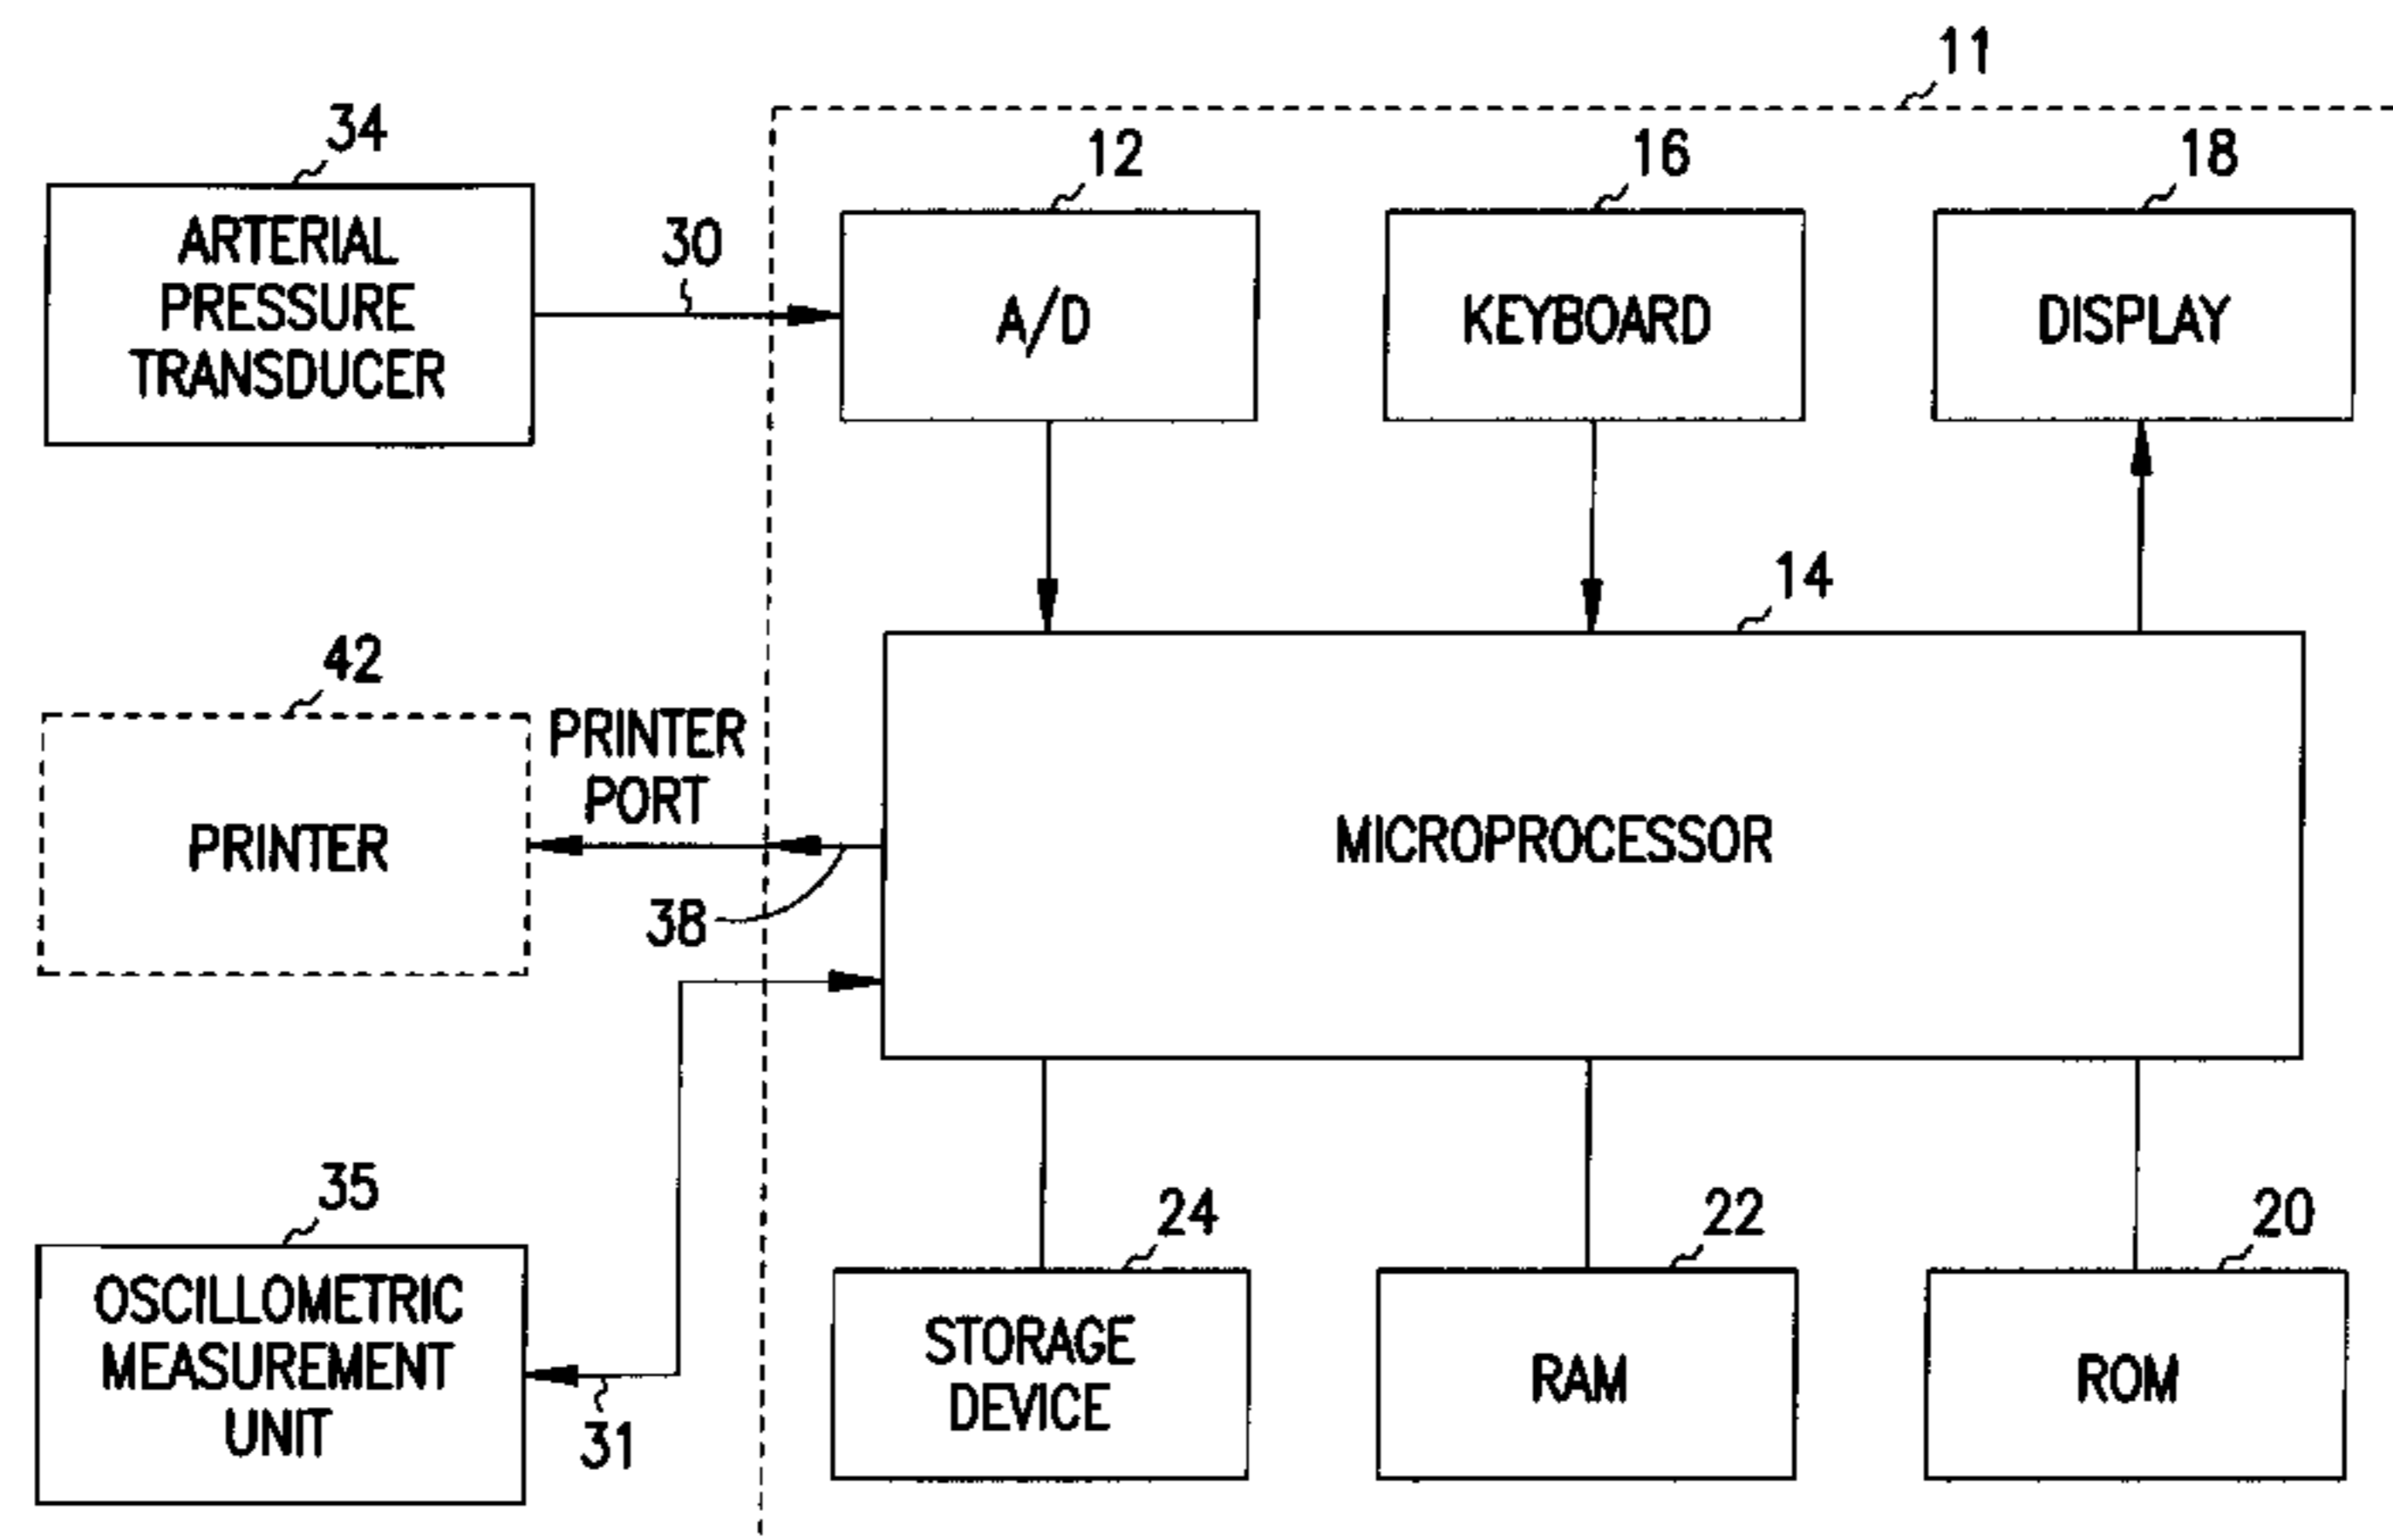 11
34
12
16
18
ARTERIAL
PRESSURE
TRANSDUCER
30
A/D
KEYBOARD
DISPLAY
14
42
PRINTER
PORT
PRINTER
MICROPROCESSOR
38
35
24
22
20
OSCILLOMETRIC
MEASUREMENT
UNIT
31
STORAGE
DEVICE
RAM
ROM